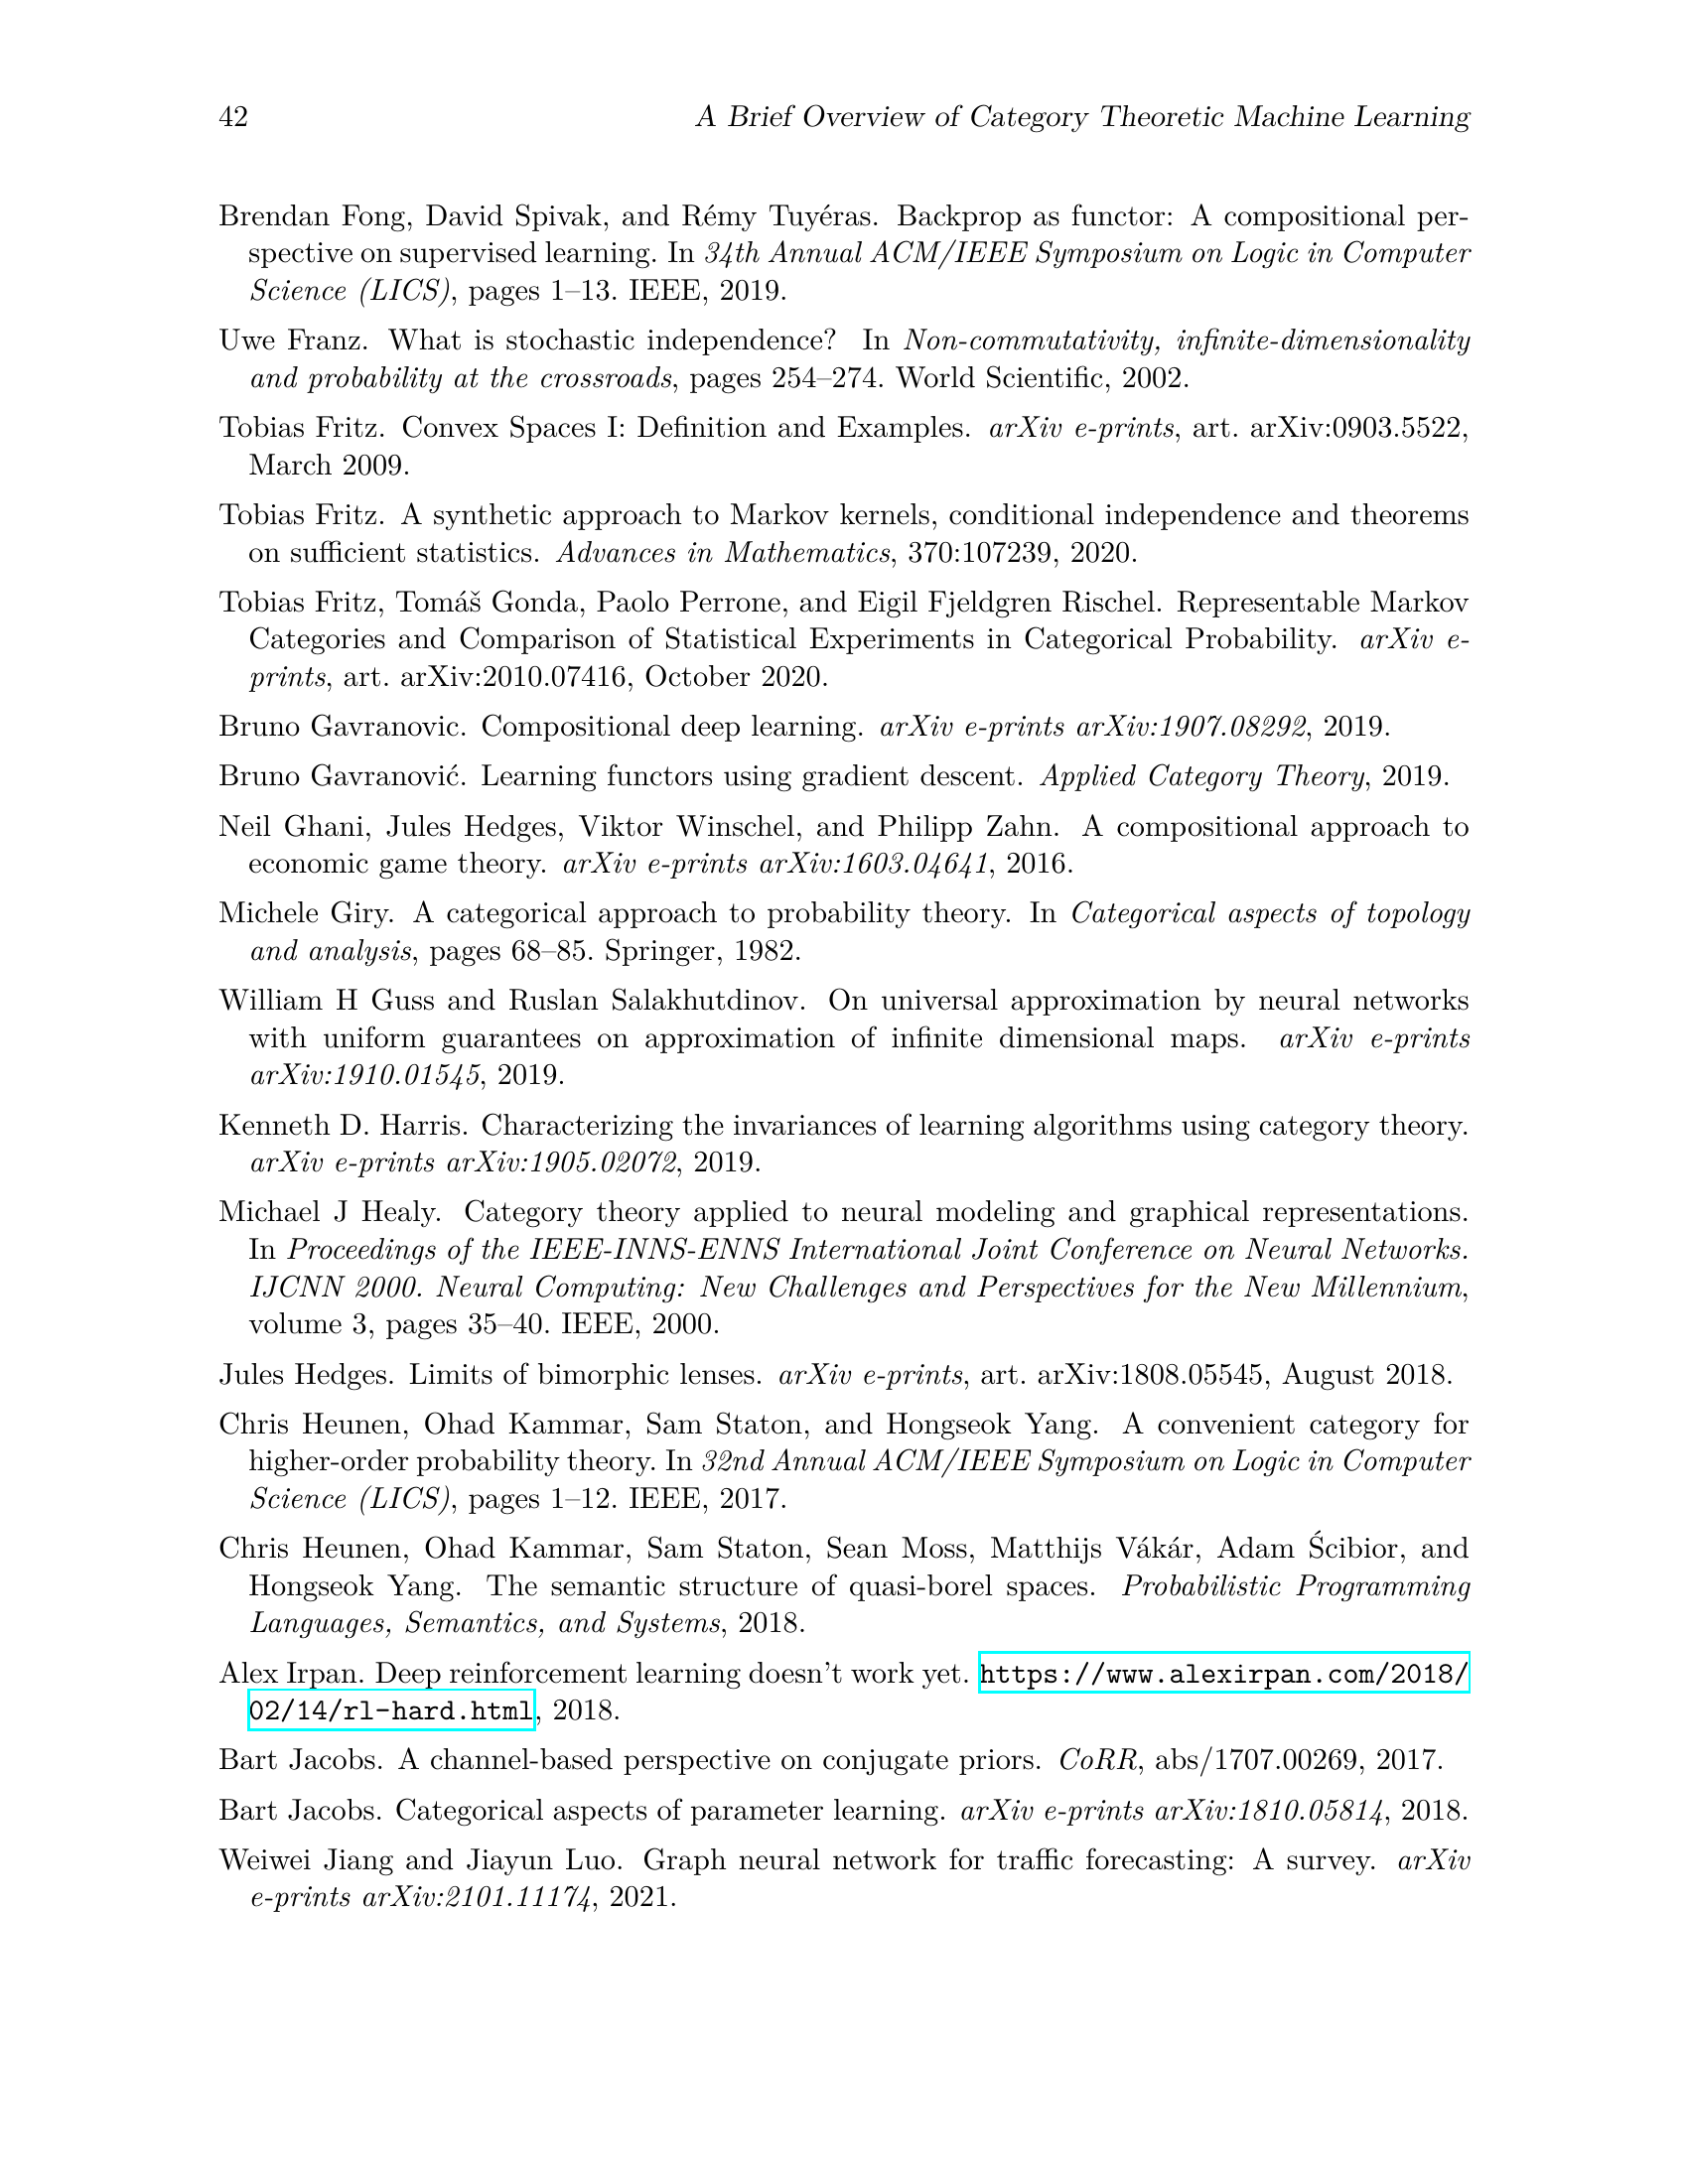 42
A Brief Overview of Category Theoretic Machine Learning
Brendan Fong, David Spivak, and Rémy Tuyéras. Backprop as functor: A compositional per-
spective on supervised learning. In 34th Annual ACM/IEEE Symposium on Logic in Computer
Science (LICS), pages 1–13. IEEE, 2019.
Uwe Franz. What is stochastic independence? In Non-commutativity, infinite-dimensionality
and probability at the crossroads, pages 254–274. World Scientific, 2002.
Tobias Fritz. Convex Spaces I: Definition and Examples. arXiv e-prints, art. arXiv:0903.5522,
March 2009.
Tobias Fritz. A synthetic approach to Markov kernels, conditional independence and theorems
on sufficient statistics. Advances in Mathematics, 370:107239, 2020.
Tobias Fritz, Tomáš Gonda, Paolo Perrone, and Eigil Fjeldgren Rischel. Representable Markov
Categories and Comparison of Statistical Experiments in Categorical Probability. arXiv e-
prints, art. arXiv:2010.07416, October 2020.
Bruno Gavranovic. Compositional deep learning. arXiv e-prints arXiv:1907.08292, 2019.
Bruno Gavranović. Learning functors using gradient descent. Applied Category Theory, 2019.
Neil Ghani, Jules Hedges, Viktor Winschel, and Philipp Zahn. A compositional approach to
economic game theory. arXiv e-prints arXiv:1603.04641, 2016.
Michele Giry. A categorical approach to probability theory. In Categorical aspects of topology
and analysis, pages 68–85. Springer, 1982.
William H Guss and Ruslan Salakhutdinov. On universal approximation by neural networks
with uniform guarantees on approximation of infinite dimensional maps. arXiv e-prints
arXiv:1910.01545, 2019.
Kenneth D. Harris. Characterizing the invariances of learning algorithms using category theory.
arXiv e-prints arXiv:1905.02072, 2019.
Michael J Healy. Category theory applied to neural modeling and graphical representations.
In Proceedings of the IEEE-INNS-ENNS International Joint Conference on Neural Networks.
IJCNN 2000. Neural Computing: New Challenges and Perspectives for the New Millennium,
volume 3, pages 35–40. IEEE, 2000.
Jules Hedges. Limits of bimorphic lenses. arXiv e-prints, art. arXiv:1808.05545, August 2018.
Chris Heunen, Ohad Kammar, Sam Staton, and Hongseok Yang. A convenient category for
higher-order probability theory. In 32nd Annual ACM/IEEE Symposium on Logic in Computer
Science (LICS), pages 1–12. IEEE, 2017.
Chris Heunen, Ohad Kammar, Sam Staton, Sean Moss, Matthijs Vákár, Adam Ścibior, and
Hongseok Yang. The semantic structure of quasi-borel spaces. Probabilistic Programming
Languages, Semantics, and Systems, 2018.
Alex Irpan. Deep reinforcement learning doesn't work yet. https://www.alexirpan.com/2018/
02/14/rl-hard.html, 2018.
Bart Jacobs. A channel-based perspective on conjugate priors. CoRR, abs/1707.00269, 2017.
Bart Jacobs. Categorical aspects of parameter learning. arXiv e-prints arXiv:1810.05814, 2018.
Weiwei Jiang and Jiayun Luo. Graph neural network for traffic forecasting: A survey. arXiv
e-prints arXiv:2101.11174, 2021.